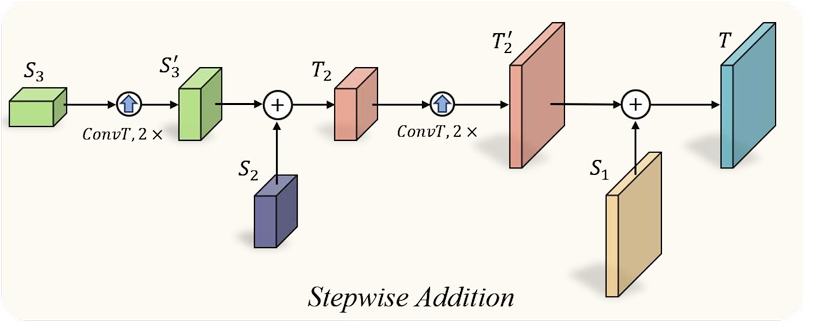 S₃
ConvT, 2 ×
S₃′
S₂
T₂
ConvT, 2 ×
T₂′
S₁
T
Stepwise Addition